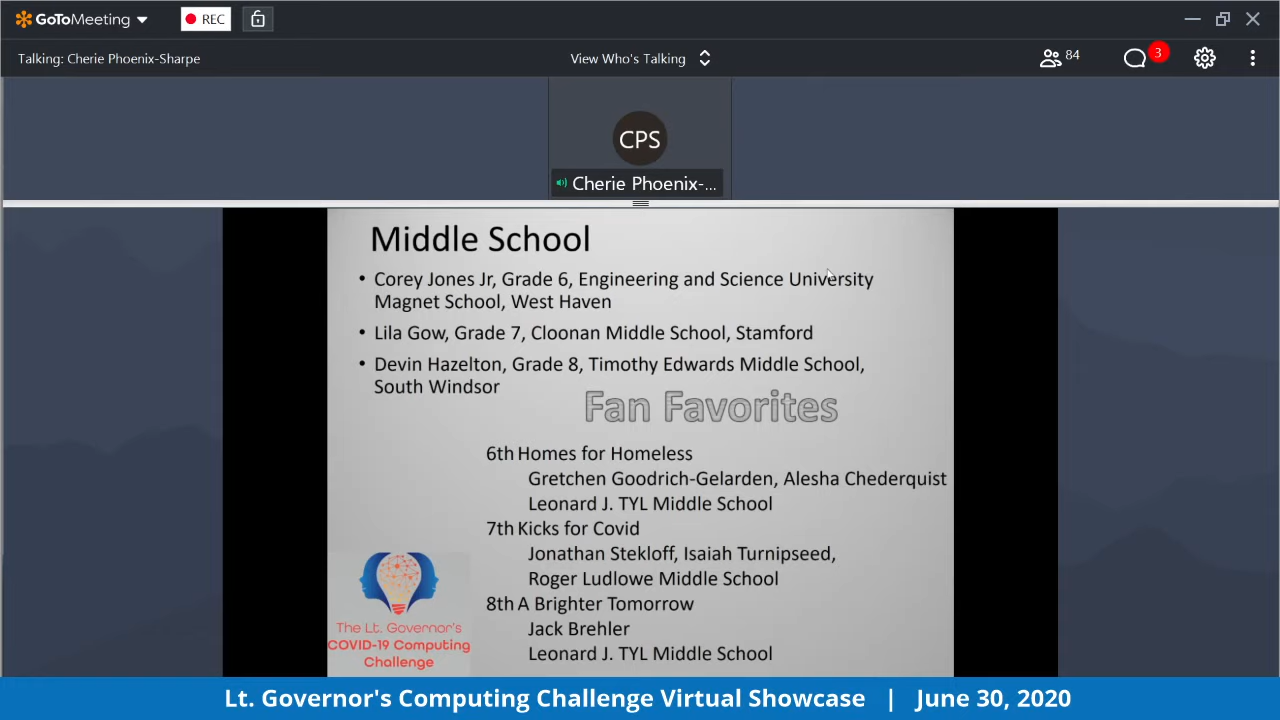 GoToMeeting
REC
Talking: Cherie Phoenix-Sharpe
View Who's Talking
84
3
CPS
Cherie Phoenix-...
Middle School
• Corey Jones Jr, Grade 6, Engineering and Science University
Magnet School, West Haven
• Lila Gow, Grade 7, Cloonan Middle School, Stamford
• Devin Hazelton, Grade 8, Timothy Edwards Middle School,
South Windsor
Fan Favorites
6th Homes for Homeless
Gretchen Goodrich-Gelarden, Alesha Chederquist
Leonard J. TYL Middle School
7th Kicks for Covid
Jonathan Stekloff, Isaiah Turnipseed,
Roger Ludlowe Middle School
8th A Brighter Tomorrow
Jack Brehler
Leonard J. TYL Middle School
The Lt. Governor's
COVID-19 Computing
Challenge
Lt. Governor's Computing Challenge Virtual Showcase | June 30, 2020